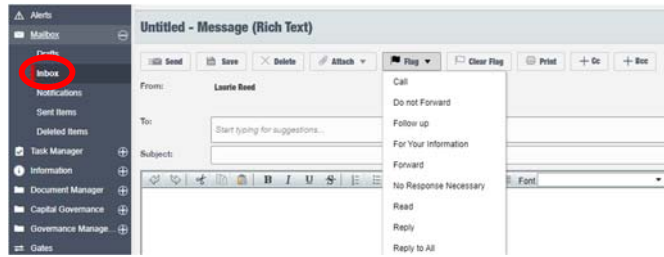 Alerts
Mailbox
Drafts
Inbox
Notifications
Sent Items
Deleted Items
Task Manager
Information
Document Manager
Capital Governance
Governance Manage...
Gates
Untitled - Message (Rich Text)
Send Save Delete Attach Flag Clear Flag Print Cc Bcc
From: Laurie Reed
To: Start typing for suggestions...
Subject:
B I U S Font
Call
Do not Forward
Follow up
For Your Information
Forward
No Response Necessary
Read
Reply
Reply to All